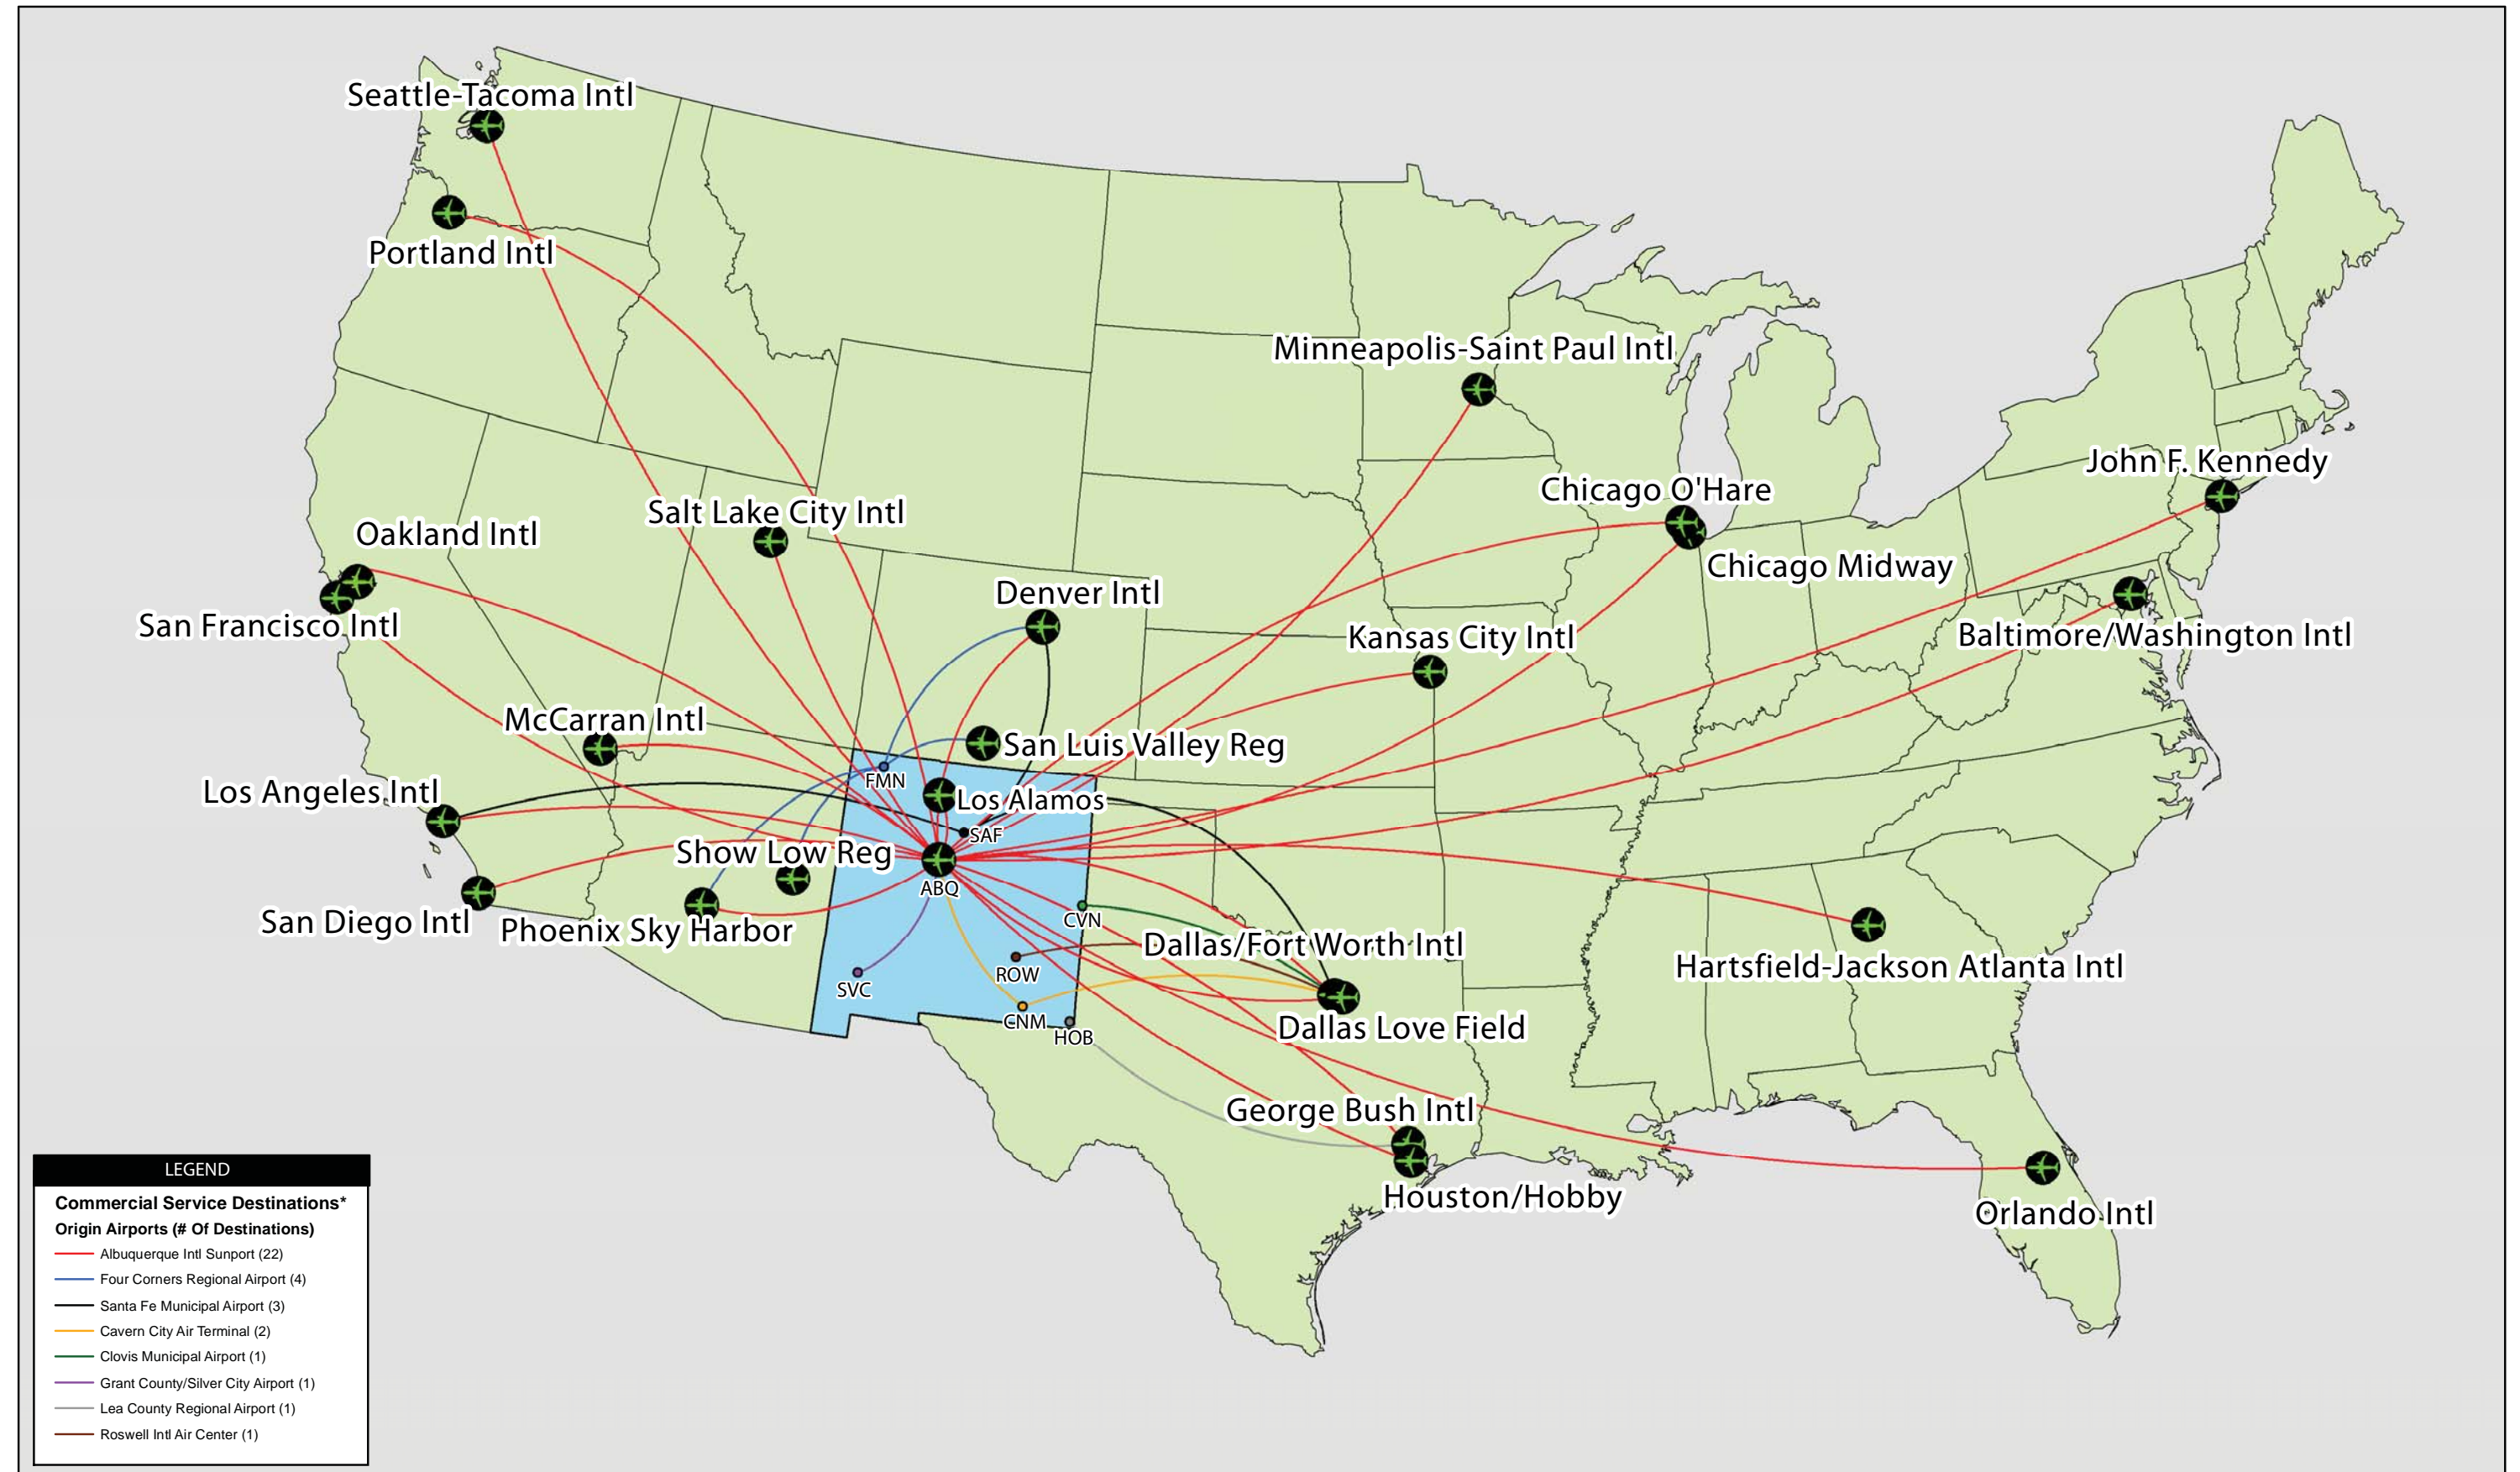 Seattle-Tacoma Intl
Portland Intl
Minneapolis-Saint Paul Intl
John F. Kennedy
Chicago O'Hare
Salt Lake City Intl
Oakland Intl
Chicago Midway
Denver Intl
San Francisco Intl
Kansas City Intl
Baltimore/Washington Intl
McCarran Intl
San Luis Valley Reg
FMN
Los Angeles Intl
Los Alamos
SAF
Show Low Reg
ABQ
CVN
San Diego Intl
Phoenix Sky Harbor
Dallas/Fort Worth Intl
Hartsfield-Jackson Atlanta Intl
ROW
SVC
CNM
Dallas Love Field
HOB
George Bush Intl
Houston/Hobby
Orlando Intl
LEGEND
Commercial Service Destinations*
Origin Airports (# Of Destinations)
Albuquerque Intl Sunport (22)
Four Corners Regional Airport (4)
Santa Fe Municipal Airport (3)
Cavern City Air Terminal (2)
Clovis Municipal Airport (1)
Grant County/Silver City Airport (1)
Lea County Regional Airport (1)
Roswell Intl Air Center (1)